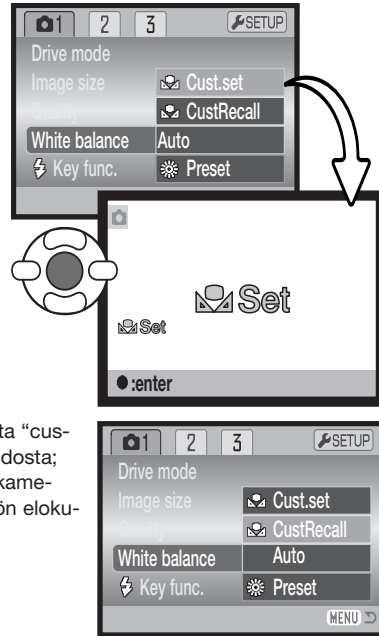 1 2 3 SETUP
Drive mode
Image size Cust.set
Quality CustRecall
White balance Auto
Key func. Preset
Set
Set
:enter
ta “cus-
dosta;
kame-
ön eloku-
1 2 3 SETUP
Drive mode
Image size Cust.set
Quality CustRecall
White balance Auto
Key func. Preset
MENU